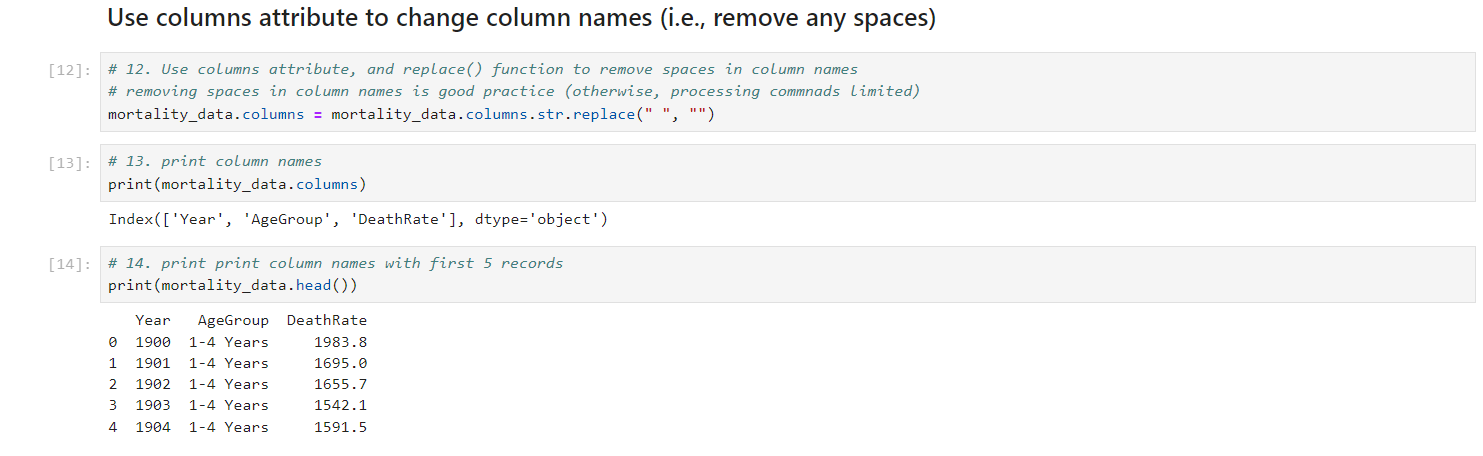 Use columns attribute to change column names (i.e., remove any spaces)
[12]: # 12. Use columns attribute, and replace() function to remove spaces in column names
# removing spaces in column names is good practice (otherwise, processing commnads limited)
mortality_data.columns = mortality_data.columns.str.replace(" ", "")
[13]: # 13. print column names
print(mortality_data.columns)
Index(['Year', 'AgeGroup', 'DeathRate'], dtype='object')
[14]: # 14. print print column names with first 5 records
print(mortality_data.head())
Year AgeGroup DeathRate
0 1900 1-4 Years 1983.8
1 1901 1-4 Years 1695.0
2 1902 1-4 Years 1655.7
3 1903 1-4 Years 1542.1
4 1904 1-4 Years 1591.5